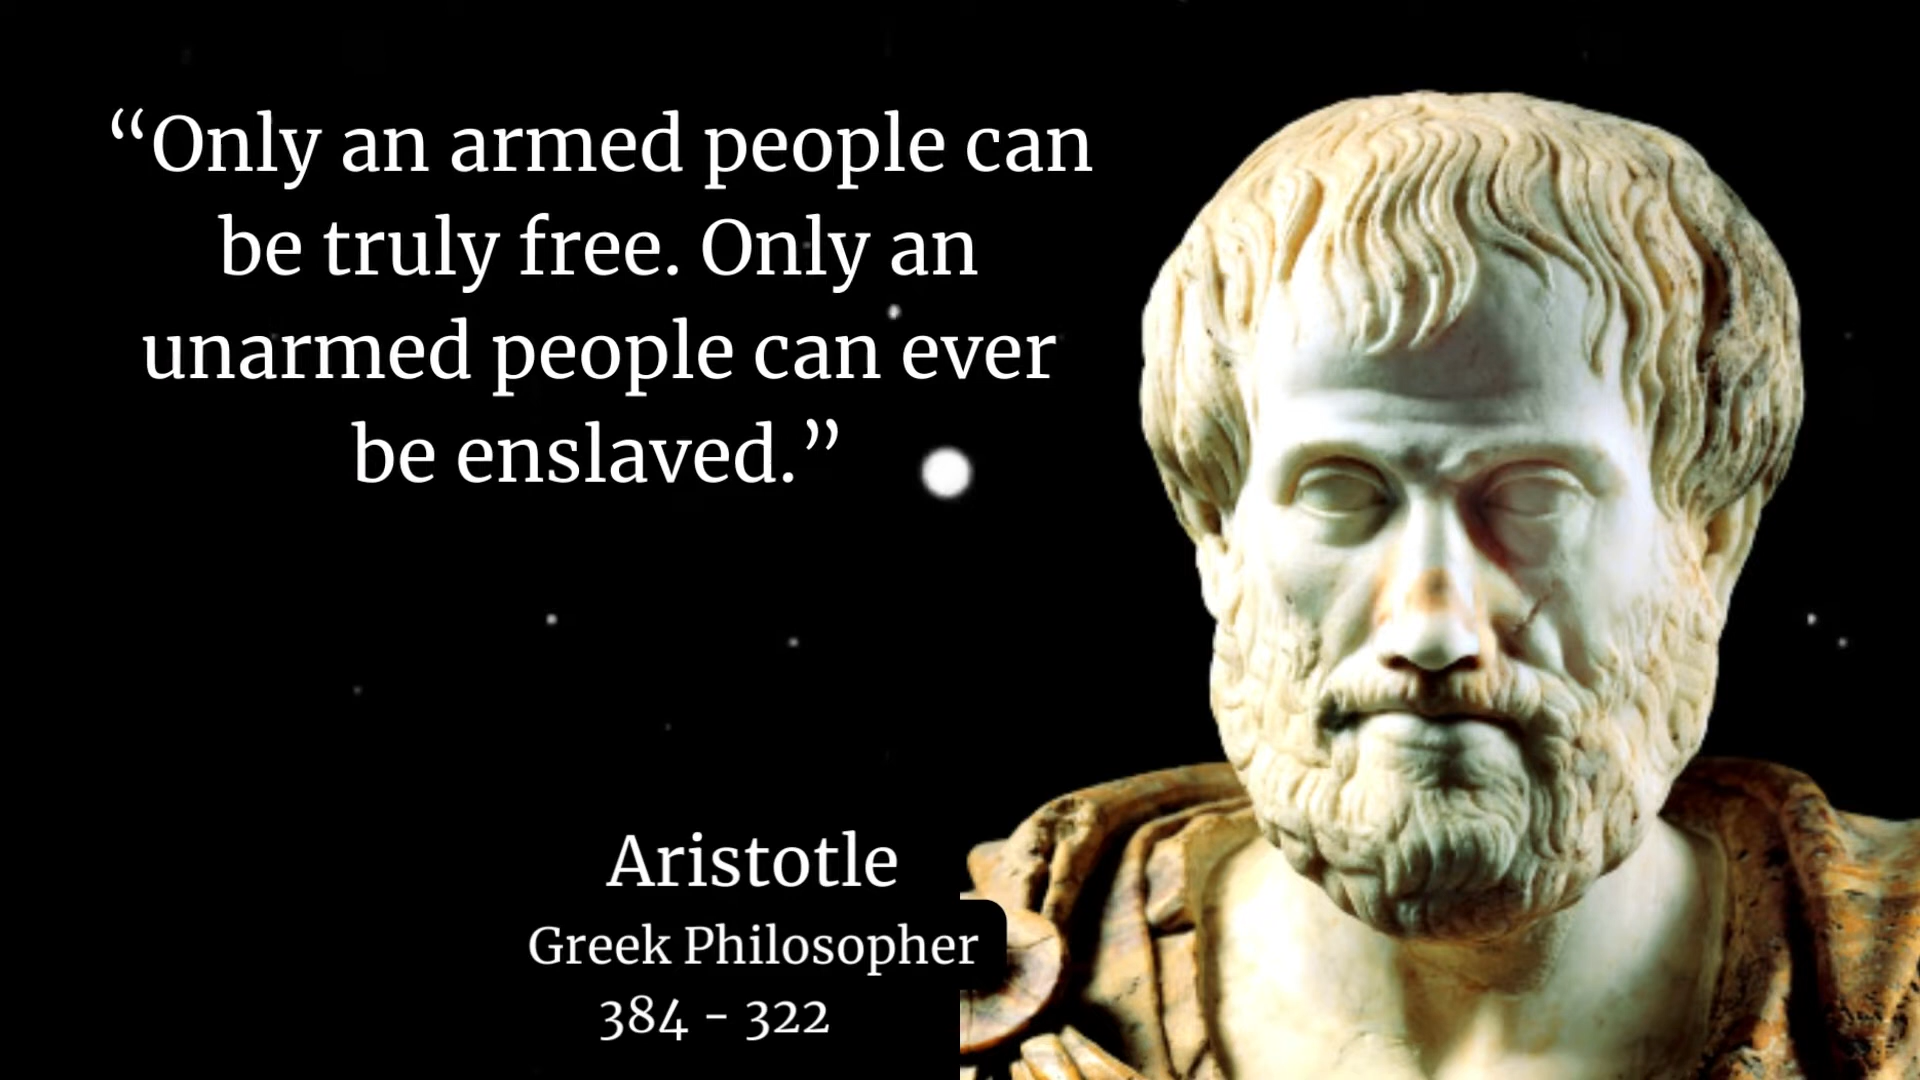 “Only an armed people can
be truly free. Only an
unarmed people can ever
be enslaved.”
Aristotle
Greek Philosopher
384 - 322